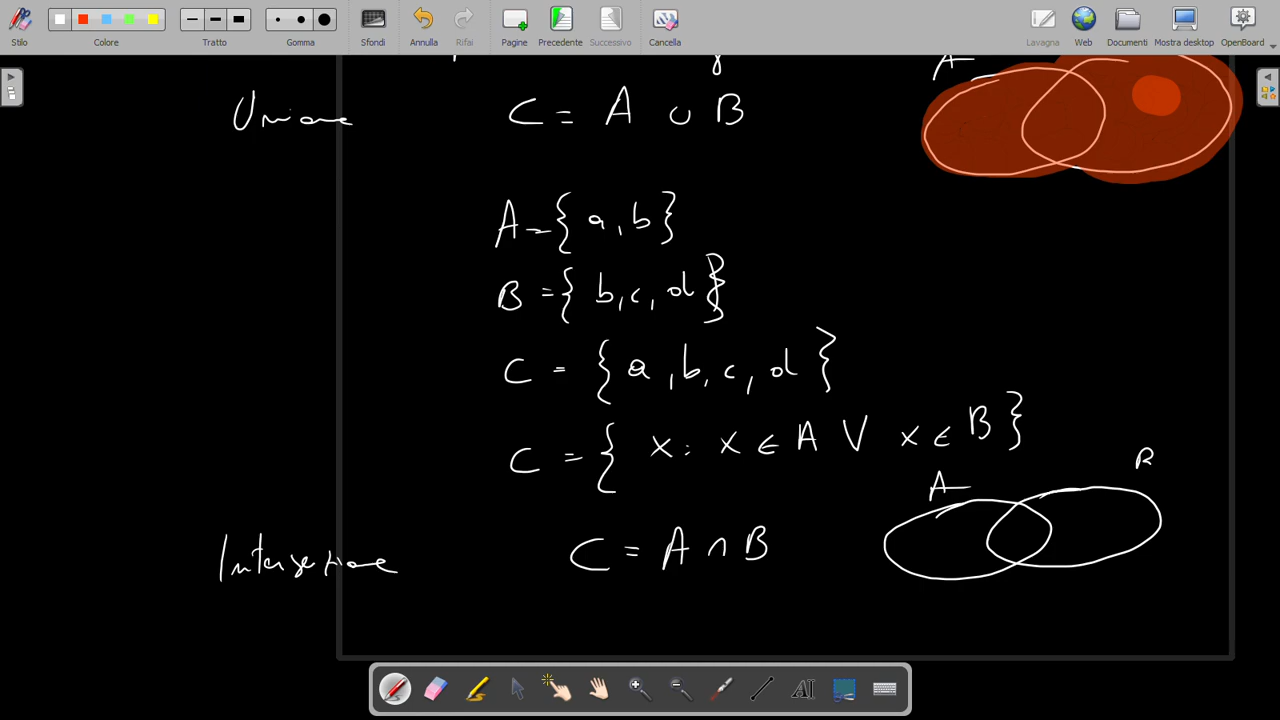 Stilo Colore Tratto Gomma Sfondi Annulla Rifai Pagine Precedente Successivo Cancella Lavagna Web Documenti Mostra desktop OpenBoard
A
Unione C = A ∪ B
A = { a, b }
B = { b, c, d }
C = { a, b, c, d }
C = { x : x ∈ A V x ∈ B }
A B
Intersezione C = A ∩ B
AI